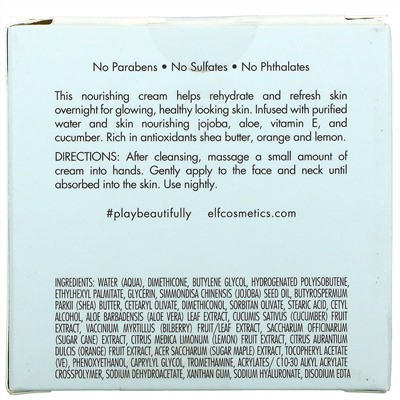 No Parabens • No Sulfates • No Phthalates
This nourishing cream helps rehydrate and refresh skin
overnight for glowing, healthy looking skin. Infused with purified
water and skin nourishing jojoba, aloe, vitamin E, and
cucumber. Rich in antioxidants shea butter, orange and lemon.
DIRECTIONS: After cleansing, massage a small amount of
cream into hands. Gently apply to the face and neck until
absorbed into the skin. Use nightly.
#playbeautifully elfcosmetics.com
INGREDIENTS: WATER (AQUA), DIMETHICONE, BUTYLENE GLYCOL, HYDROGENATED POLYISOBUTENE,
ETHYLHEXYL PALMITATE, GLYCERIN, SIMMONDSIA CHINENSIS (JOJOBA) SEED OIL, BUTYROSPERMUM
PARKII (SHEA) BUTTER, CETEARYL OLIVATE, DIMETHICONOL, SORBITAN OLIVATE, STEARIC ACID, CETYL
ALCOHOL, ALOE BARBADENSIS (ALOE VERA) LEAF EXTRACT, CUCUMIS SATIVUS (CUCUMBER) FRUIT
EXTRACT, VACCINIUM MYRTILLUS (BILBERRY) FRUIT/LEAF EXTRACT, SACCHARUM OFFICINARUM
(SUGAR CANE) EXTRACT, CITRUS MEDICA LIMONUM (LEMON) FRUIT EXTRACT, CITRUS AURANTIUM
DULCIS (ORANGE) FRUIT EXTRACT, ACER SACCHARUM (SUGAR MAPLE) EXTRACT, TOCOPHERYL ACETATE
(VE), PHENOXYETHANOL, CAPRYLYL GLYCOL, TROMETHAMINE, ACRYLATES/ C10-30 ALKYL ACRYLATE
CROSSPOLYMER, SODIUM DEHYDROACETATE, XANTHAN GUM, SODIUM HYALURONATE, DISODIUM EDTA